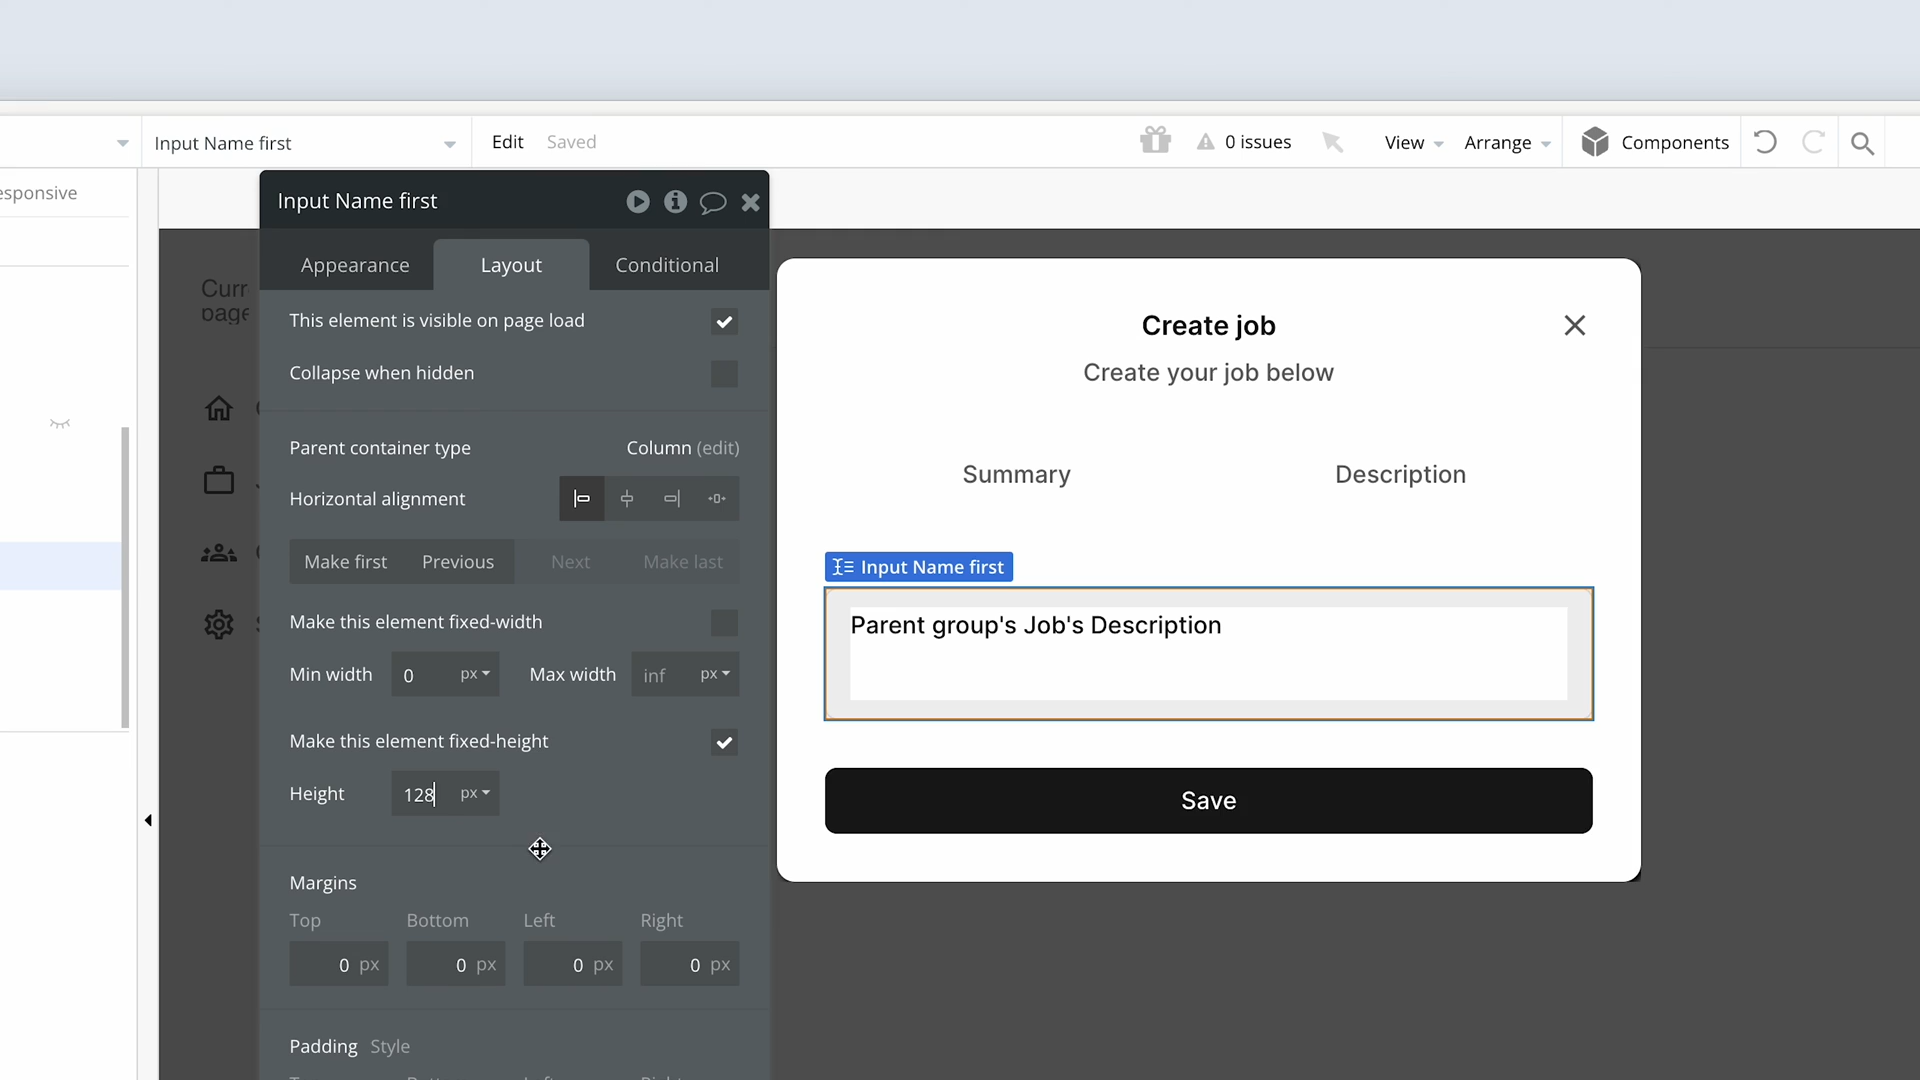 Input Name first
Edit
Saved
0 issues
View
Arrange
Components
esponsive
Input Name first
Appearance
Layout
Conditional
This element is visible on page load
Collapse when hidden
Parent container type
Column (edit)
Horizontal alignment
Make first
Previous
Next
Make last
Make this element fixed-width
Min width
0
px
Max width
inf
px
Make this element fixed-height
Height
128
px
Margins
Top
Bottom
Left
Right
0 px
0 px
0 px
0 px
Padding
Style
Curr
page
Create job
Create your job below
Summary
Description
Input Name first
Parent group's Job's Description
Save